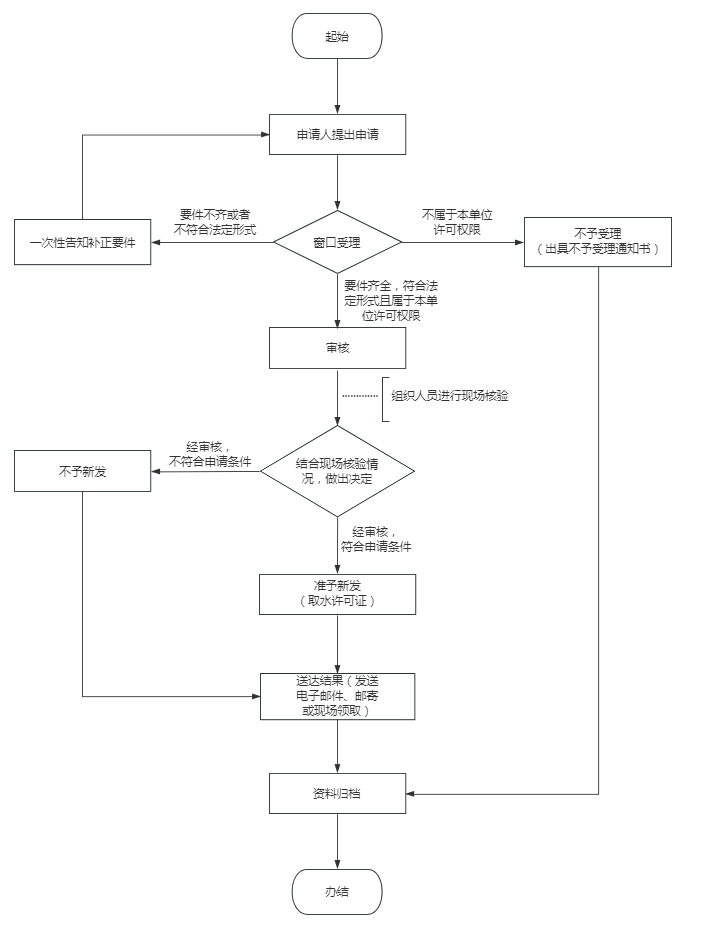 起始
申请人提出申请
要件不齐或者
不符合法定形式
不属于本单位
许可权限
一次性告知补正要件
窗口受理
不予受理
（出具不予受理通知书）
要件齐全，符合法
定形式且属于本单
位许可权限
审核
组织人员进行现场核验
经审核，
不符合申请条件
不予新发
结合现场核验情
况，做出决定
经审核，
符合申请条件
准予新发
（取水许可证）
送达结果（发送
电子邮件、邮寄
或现场领取）
资料归档
办结